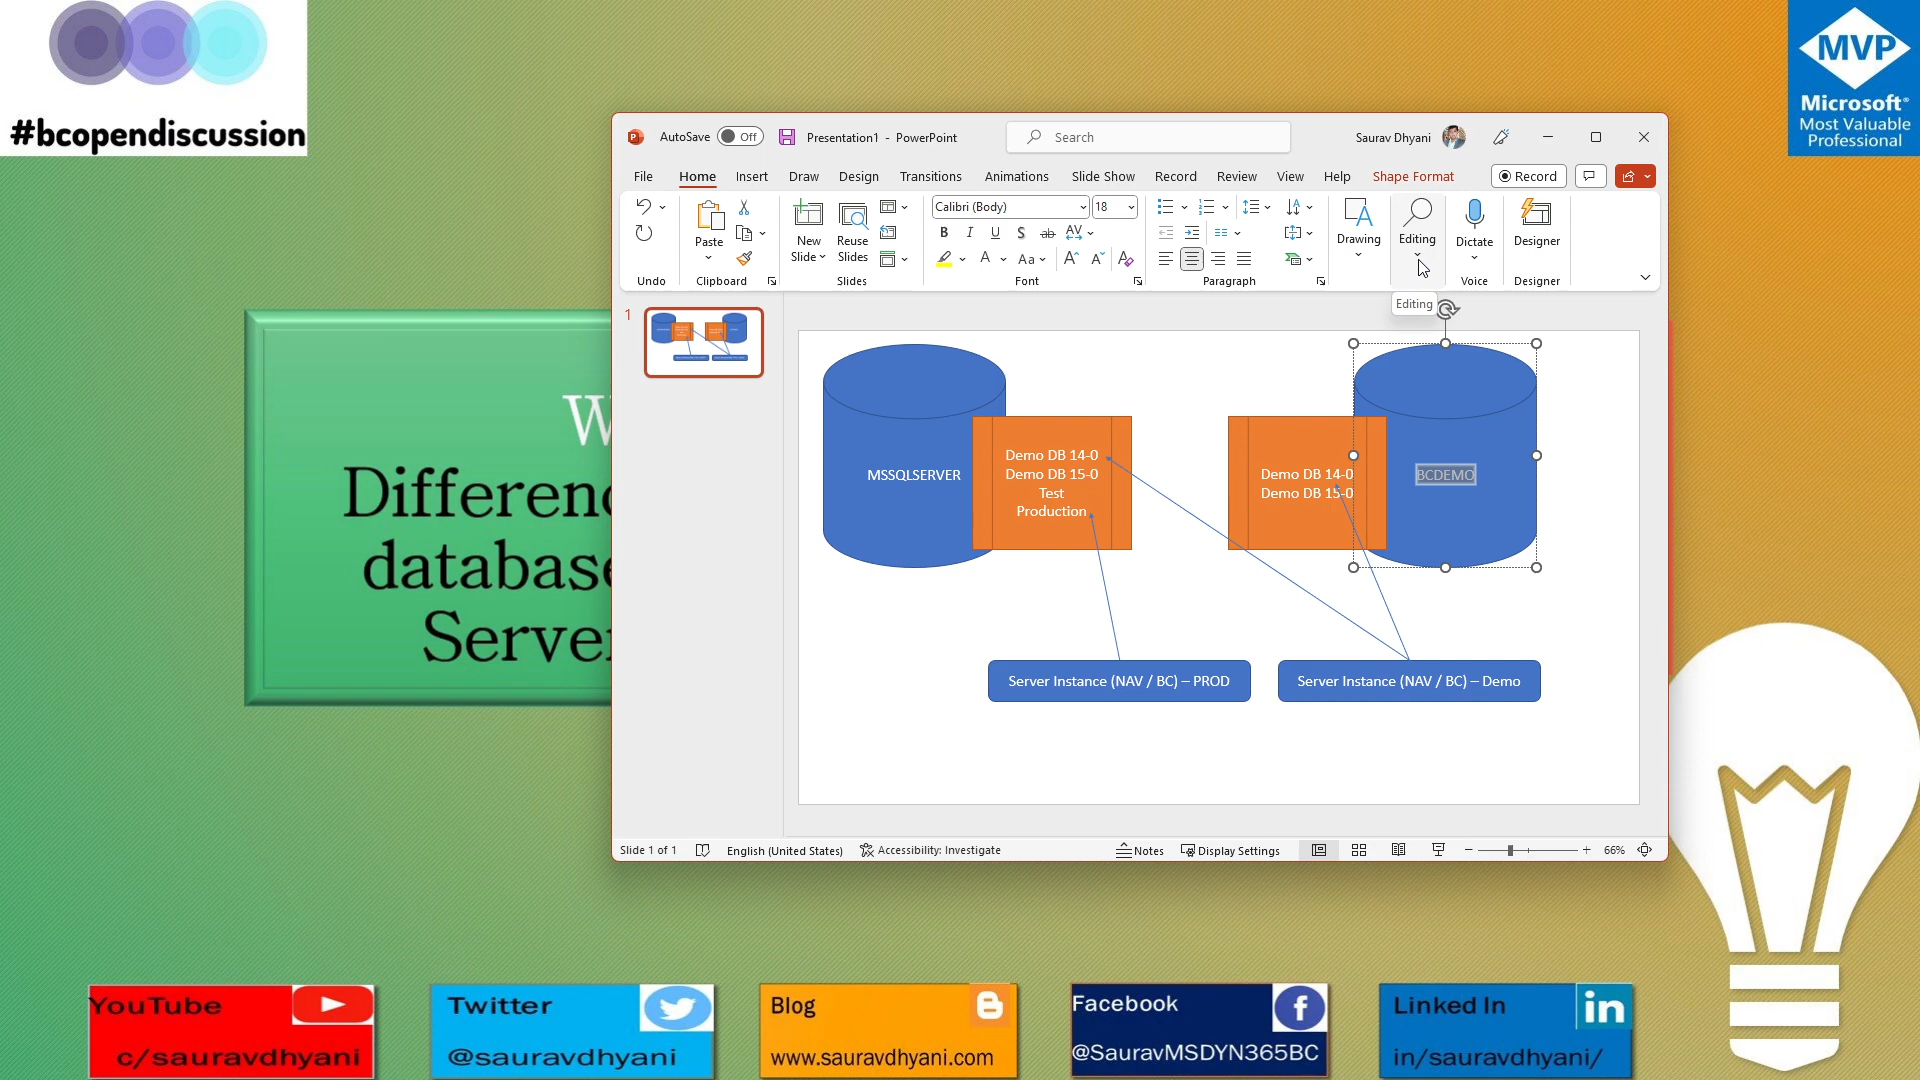 #bcopendiscussion
MVP
Microsoft®
Most Valuable
Professional
AutoSave
Off
Presentation1 - PowerPoint
Search
Saurav Dhyani
File
Home
Insert
Draw
Design
Transitions
Animations
Slide Show
Record
Review
View
Help
Shape Format
Record
Paste
New
Slide
Reuse
Slides
Calibri (Body)
18
B
I
U
S
ab
AV
A
Aa
A
A
A
Drawing
Editing
Dictate
Designer
Undo
Clipboard
Slides
Font
Paragraph
Voice
Designer
Editing
1
MSSQLSERVER
Demo DB 14-0
Demo DB 15-0
Test
Production
Demo DB 14-0
Demo DB 15-0
BCDEMO
Server Instance (NAV / BC) – PROD
Server Instance (NAV / BC) – Demo
Slide 1 of 1
English (United States)
Accessibility: Investigate
Notes
Display Settings
66%
database
Server
YouTube
c/sauravdhyani
Twitter
@sauravdhyani
Blog
www.sauravdhyani.com
Facebook
@SauravMSDYN365BC
Linked In
in/sauravdhyani/